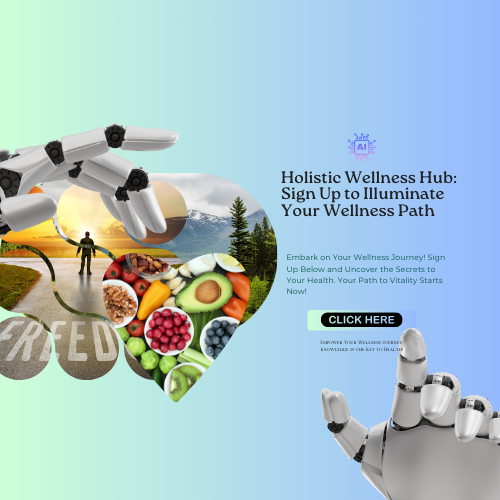 AI
Holistic Wellness Hub:
Sign Up to Illuminate
Your Wellness Path
Embark on Your Wellness Journey! Sign
Up Below and Uncover the Secrets to
Your Health. Your Path to Vitality Starts
Now!
CLICK HERE
Empower Your Wellness Journey
Knowledge is the Key to Health
FREED